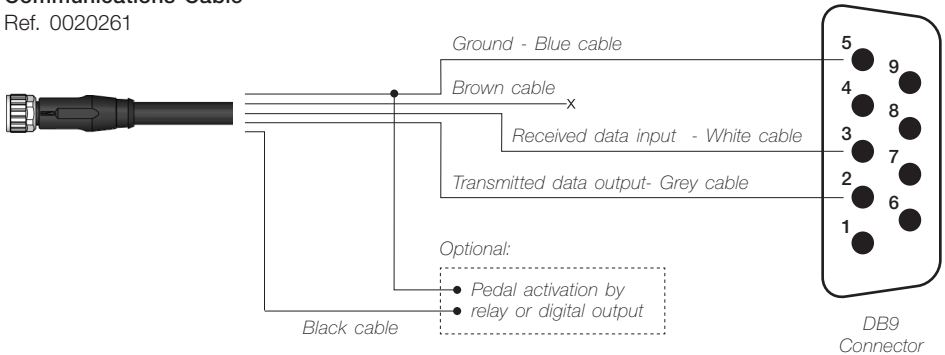 Communications Cable
Ref. 0020261
Ground - Blue cable
Brown cable
X
Received data input - White cable
Transmitted data output- Grey cable
Optional:
Pedal activation by
relay or digital output
Black cable
5
9
4
8
3
7
2
6
1
DB9
Connector